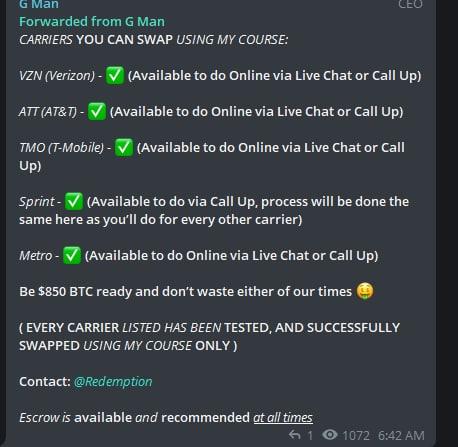 G Man
CEO
Forwarded from G Man
CARRIERS YOU CAN SWAP USING MY COURSE:
VZN (Verizon) - ✅ (Available to do Online via Live Chat or Call Up)
ATT (AT&T) - ✅ (Available to do Online via Live Chat or Call Up)
TMO (T-Mobile) - ✅ (Available to do Online via Live Chat or Call
Up)
Sprint - ✅ (Available to do via Call Up, process will be done the
same here as you’ll do for every other carrier)
Metro - ✅ (Available to do Online via Live Chat or Call Up)
Be $850 BTC ready and don’t waste either of our times 🤑
( EVERY CARRIER LISTED HAS BEEN TESTED, AND SUCCESSFULLY
SWAPPED USING MY COURSE ONLY )
Contact: @Redemption
Escrow is available and recommended at all times
1 1072 6:42 AM